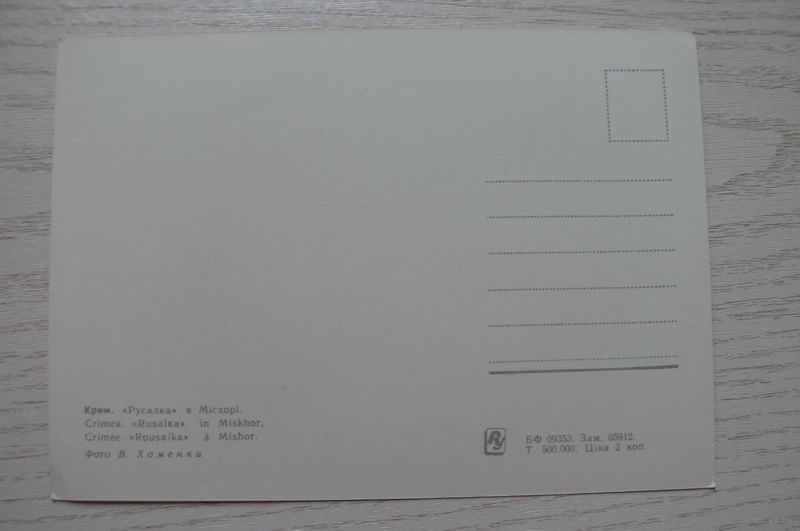 Крим. «Русалка» в Місхорі.
Crimea. «Rusalka» in Miskhor.
Crimée. «Rousalka» à Mishor.
Фото В. Хоменка
БФ 09353. Зам. 05912.
Т. 500.000. Ціна 2 коп.